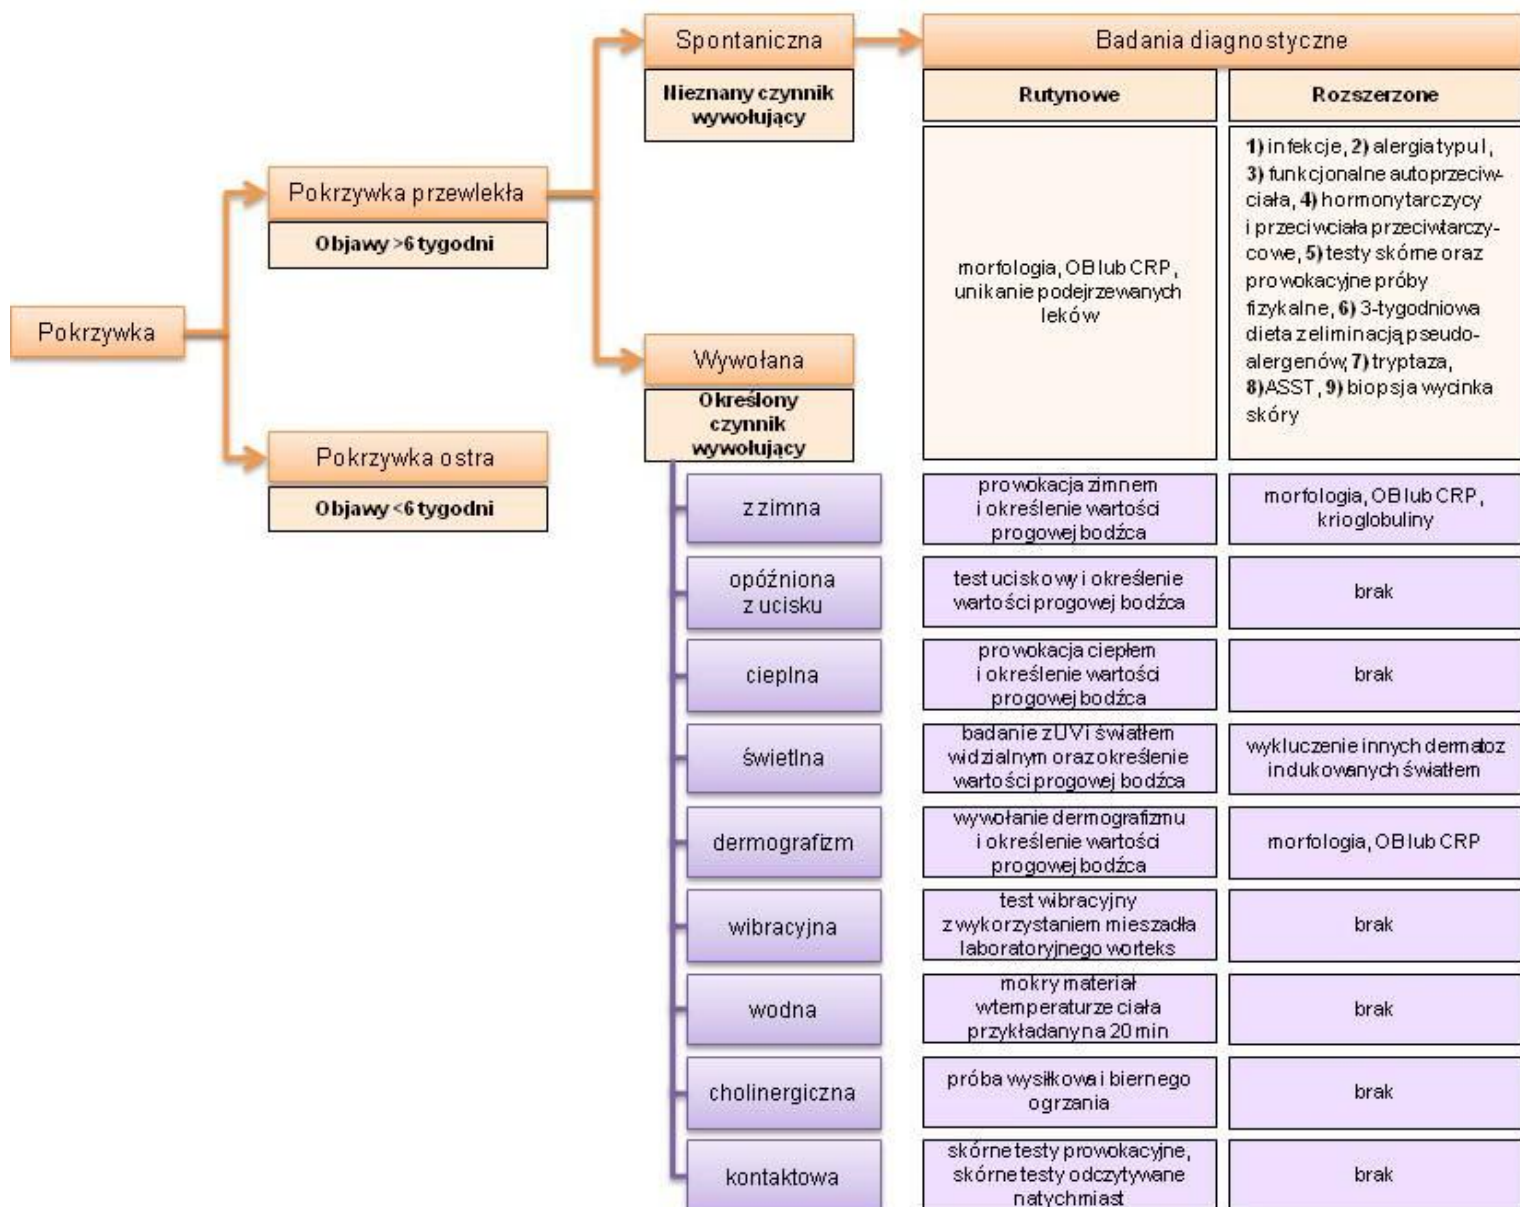 Spontaniczna
Nieznany czynnik
wywołujący
Badania diagnostyczne
Rutynowe
Rozszerzone
morfologia, OB lub CRP,
unikanie podejrzewanych
leków
1) infekcje, 2) alergia typu I,
3) funkcjonalne autoprzeciw-
ciała, 4) hormony tarczycy
i przeciwciała przeciwtarczy-
cowe, 5) testy skórne oraz
prowokacyjne próby
fizykalne, 6) 3-tygodniowa
dieta z eliminacją pseudo-
alergenów, 7) tryptaza,
8) ASST, 9) biopsja wycinka
skóry
Pokrzywka przewlekła
Objawy >6 tygodni
Pokrzywka
Wywołana
Określony
czynnik
wywołujący
Pokrzywka ostra
Objawy <6 tygodni
z zimna
prowokacja zimnem
i określenie wartości
progowej bodźca
morfologia, OB lub CRP,
krioglobuliny
opóźniona
z ucisku
test uciskowy i określenie
wartości progowej bodźca
brak
cieplna
prowokacja ciepłem
i określenie wartości
progowej bodźca
brak
świetlna
badanie z UV i światłem
widzialnym oraz określenie
wartości progowej bodźca
wykluczenie innych dermatoz
indukowanych światłem
dermografizm
wywołanie dermografizmu
i określenie wartości
progowej bodźca
morfologia, OB lub CRP
wibracyjna
test wibracyjny
z wykorzystaniem mieszadła
laboratoryjnego worteks
brak
wodna
mokry materiał
w temperaturze ciała
przykładany na 20 min
brak
cholinergiczna
próba wysiłkowa i biernego
ogrzania
brak
kontaktowa
skórne testy prowokacyjne,
skórne testy odczytywane
natychmiast
brak